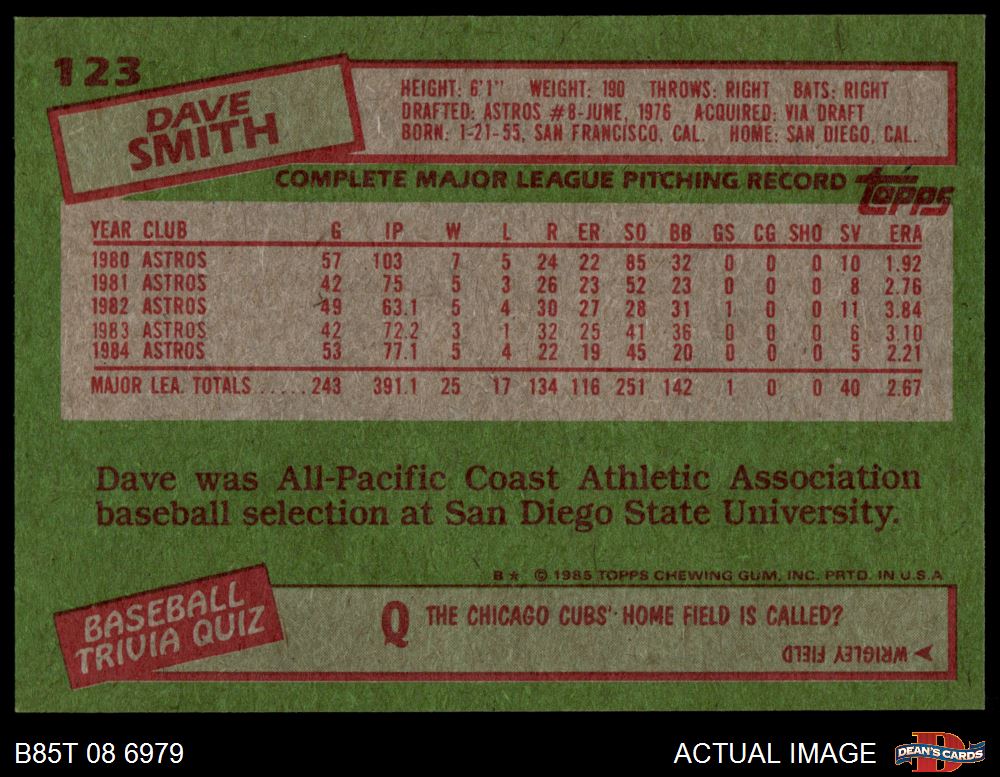 123
DAVE
SMITH
HEIGHT: 6'1" WEIGHT: 190 THROWS: RIGHT BATS: RIGHT
DRAFTED: ASTROS #8-JUNE, 1976 ACQUIRED: VIA DRAFT
BORN: 1-21-55, SAN FRANCISCO, CAL. HOME: SAN DIEGO, CAL.
COMPLETE MAJOR LEAGUE PITCHING RECORD topps
YEAR CLUB G IP W L R ER SO BB GS CG SHO SV ERA
1980 ASTROS 57 103 7 5 24 22 85 32 0 0 0 10 1.92
1981 ASTROS 42 75 5 3 26 23 52 23 0 0 0 8 2.76
1982 ASTROS 49 63.1 5 4 30 27 28 31 1 0 0 11 3.84
1983 ASTROS 42 72.2 3 1 32 25 41 36 0 0 0 6 3.10
1984 ASTROS 53 77.1 5 4 22 19 45 20 0 0 0 5 2.21
MAJOR LEA. TOTALS ..... 243 391.1 25 17 134 116 251 142 1 0 0 40 2.67
Dave was All-Pacific Coast Athletic Association
baseball selection at San Diego State University.
B* © 1985 TOPPS CHEWING GUM, INC. PRTD. IN U.S.A
BASEBALL
TRIVIA QUIZ
Q THE CHICAGO CUBS' HOME FIELD IS CALLED?
WRIGLEY FIELD
B85T 08 6979
ACTUAL IMAGE
D
DEAN'S CARDS